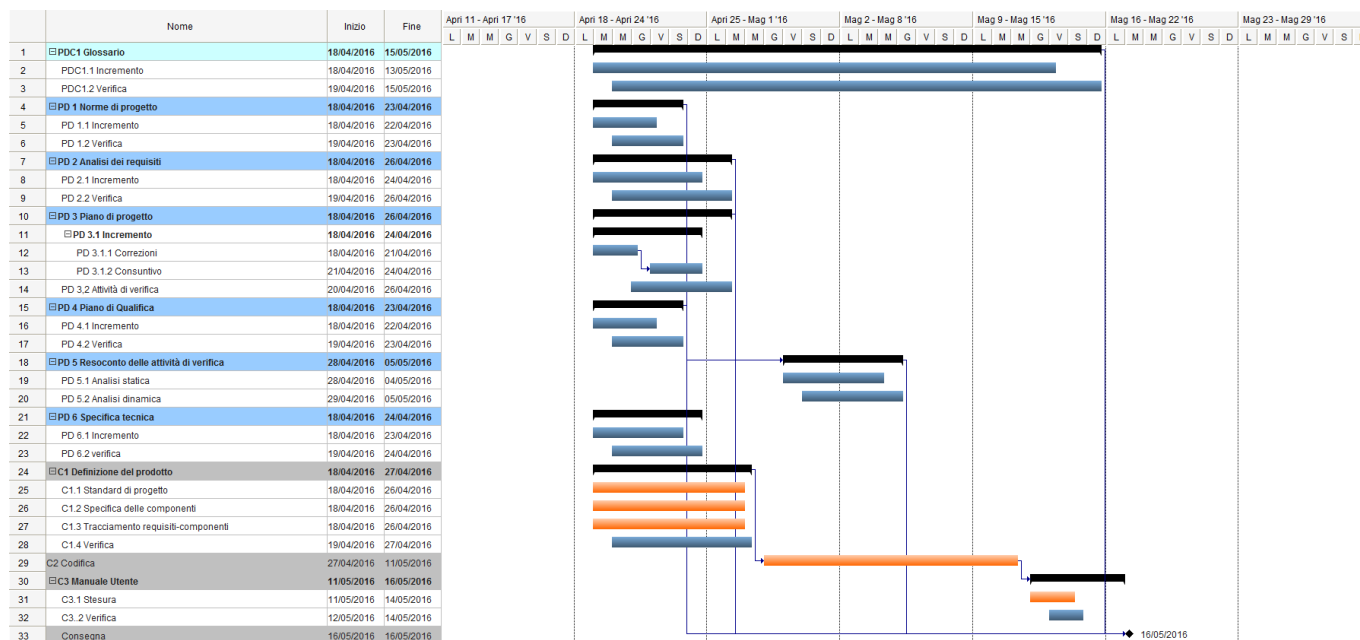 Nome Inizio Fine Apri 11 - Apri 17 '16 Apri 18 - Apri 24 '16 Apri 25 - Mag 1 '16 Mag 2 - Mag 8 '16 Mag 9 - Mag 15 '16 Mag 16 - Mag 22 '16 Mag 23 - Mag 29 '16
L M M G V S D L M M G V S D L M M G V S D L M M G V S D L M M G V S D L M M G V S D L M M G V S
1 PDC1 Glossario 18/04/2016 15/05/2016
2 PDC1.1 Incremento 18/04/2016 13/05/2016
3 PDC1.2 Verifica 19/04/2016 15/05/2016
4 PD 1 Norme di progetto 18/04/2016 23/04/2016
5 PD 1.1 Incremento 18/04/2016 22/04/2016
6 PD 1.2 Verifica 19/04/2016 23/04/2016
7 PD 2 Analisi dei requisiti 18/04/2016 26/04/2016
8 PD 2.1 Incremento 18/04/2016 24/04/2016
9 PD 2.2 Verifica 19/04/2016 26/04/2016
10 PD 3 Piano di progetto 18/04/2016 26/04/2016
11 PD 3.1 Incremento 18/04/2016 24/04/2016
12 PD 3.1.1 Correzioni 18/04/2016 21/04/2016
13 PD 3.1.2 Consuntivo 21/04/2016 24/04/2016
14 PD 3,2 Attività di verifica 20/04/2016 26/04/2016
15 PD 4 Piano di Qualifica 18/04/2016 23/04/2016
16 PD 4.1 Incremento 18/04/2016 22/04/2016
17 PD 4.2 Verifica 19/04/2016 23/04/2016
18 PD 5 Resoconto delle attività di verifica 28/04/2016 05/05/2016
19 PD 5.1 Analisi statica 28/04/2016 04/05/2016
20 PD 5.2 Analisi dinamica 29/04/2016 05/05/2016
21 PD 6 Specifica tecnica 18/04/2016 24/04/2016
22 PD 6.1 Incremento 18/04/2016 23/04/2016
23 PD 6.2 verifica 19/04/2016 24/04/2016
24 C1 Definizione del prodotto 18/04/2016 27/04/2016
25 C1.1 Standard di progetto 18/04/2016 26/04/2016
26 C1.2 Specifica delle componenti 18/04/2016 26/04/2016
27 C1.3 Tracciamento requisiti-componenti 18/04/2016 26/04/2016
28 C1.4 Verifica 19/04/2016 27/04/2016
29 C2 Codifica 27/04/2016 11/05/2016
30 C3 Manuale Utente 11/05/2016 16/05/2016
31 C3.1 Stesura 11/05/2016 14/05/2016
32 C3..2 Verifica 12/05/2016 14/05/2016
33 Consegna 16/05/2016 16/05/2016 16/05/2016